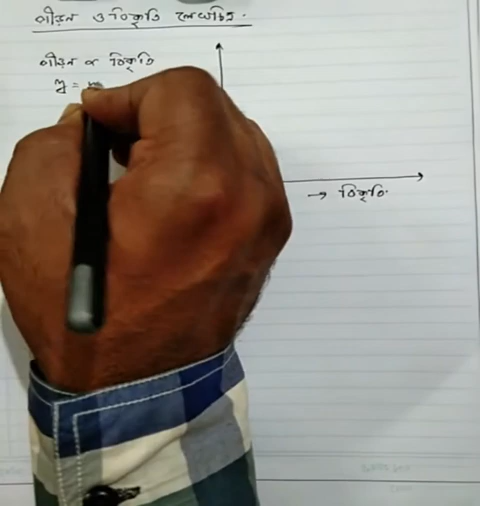 পীড়ন ও বিকৃতি লেখচিত্র.
পীড়ন ∝ বিকৃতি
y = m
→ বিকৃতি.